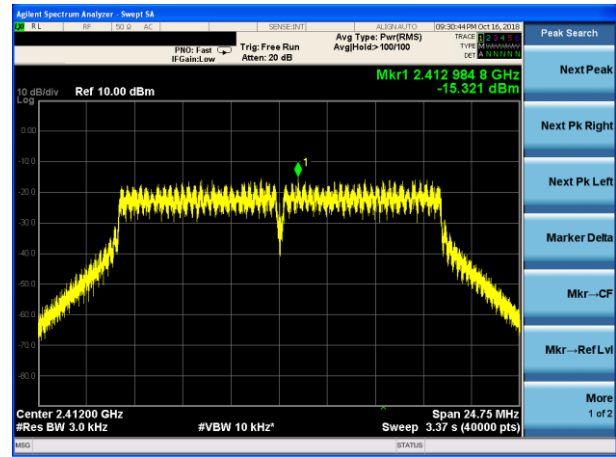 Agilent Spectrum Analyzer - Swept SA
RL RF 50 Ω AC SENSE:INT ALIGN AUTO 09:30:44 PM Oct 16, 2018
PNO: Fast Trig: Free Run Avg Type: Pwr(RMS) TRACE 1 2 3 4 5 6
IFGain:Low Atten: 20 dB Avg|Hold:>100/100 TYPE M
DET A N N N N N
Mkr1 2.412 984 8 GHz
10 dB/div Ref 10.00 dBm -15.321 dBm
Log
0.00
-10.0
1
-20.0
-30.0
-40.0
-50.0
-60.0
-70.0
-80.0
Center 2.41200 GHz Span 24.75 MHz
#Res BW 3.0 kHz #VBW 10 kHz* Sweep 3.37 s (40000 pts)
MSG STATUS
Peak Search
Next Peak
Next Pk Right
Next Pk Left
Marker Delta
Mkr→CF
Mkr→Ref Lvl
More
1 of 2